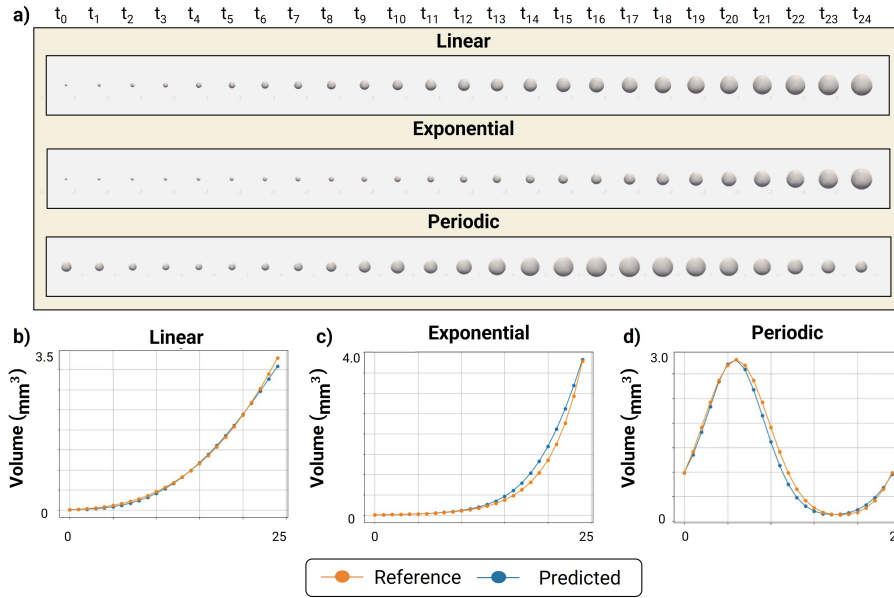 a) t0 t1 t2 t3 t4 t5 t6 t7 t8 t9 t10 t11 t12 t13 t14 t15 t16 t17 t18 t19 t20 t21 t22 t23 t24
Linear
Exponential
Periodic
b) Linear
c) Exponential
d) Periodic
3.5
Volume (mm³)
0
0 25
4.0
Volume (mm³)
0
0 25
3.0
Volume (mm³)
0
0 2
Reference Predicted